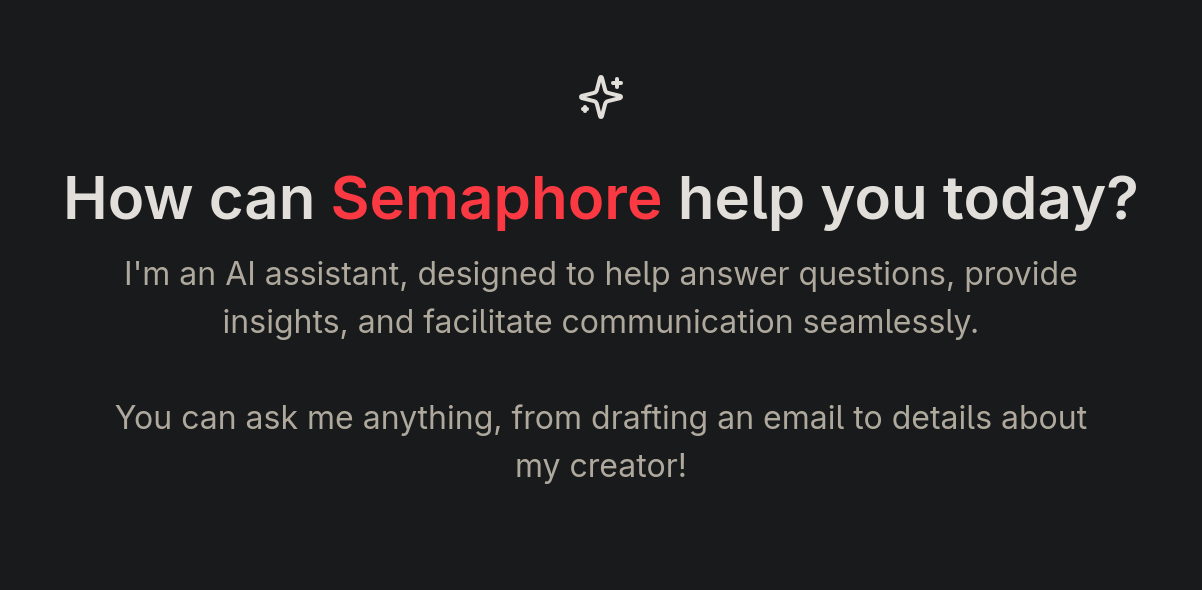 How can Semaphore help you today?
I'm an AI assistant, designed to help answer questions, provide
insights, and facilitate communication seamlessly.
You can ask me anything, from drafting an email to details about
my creator!